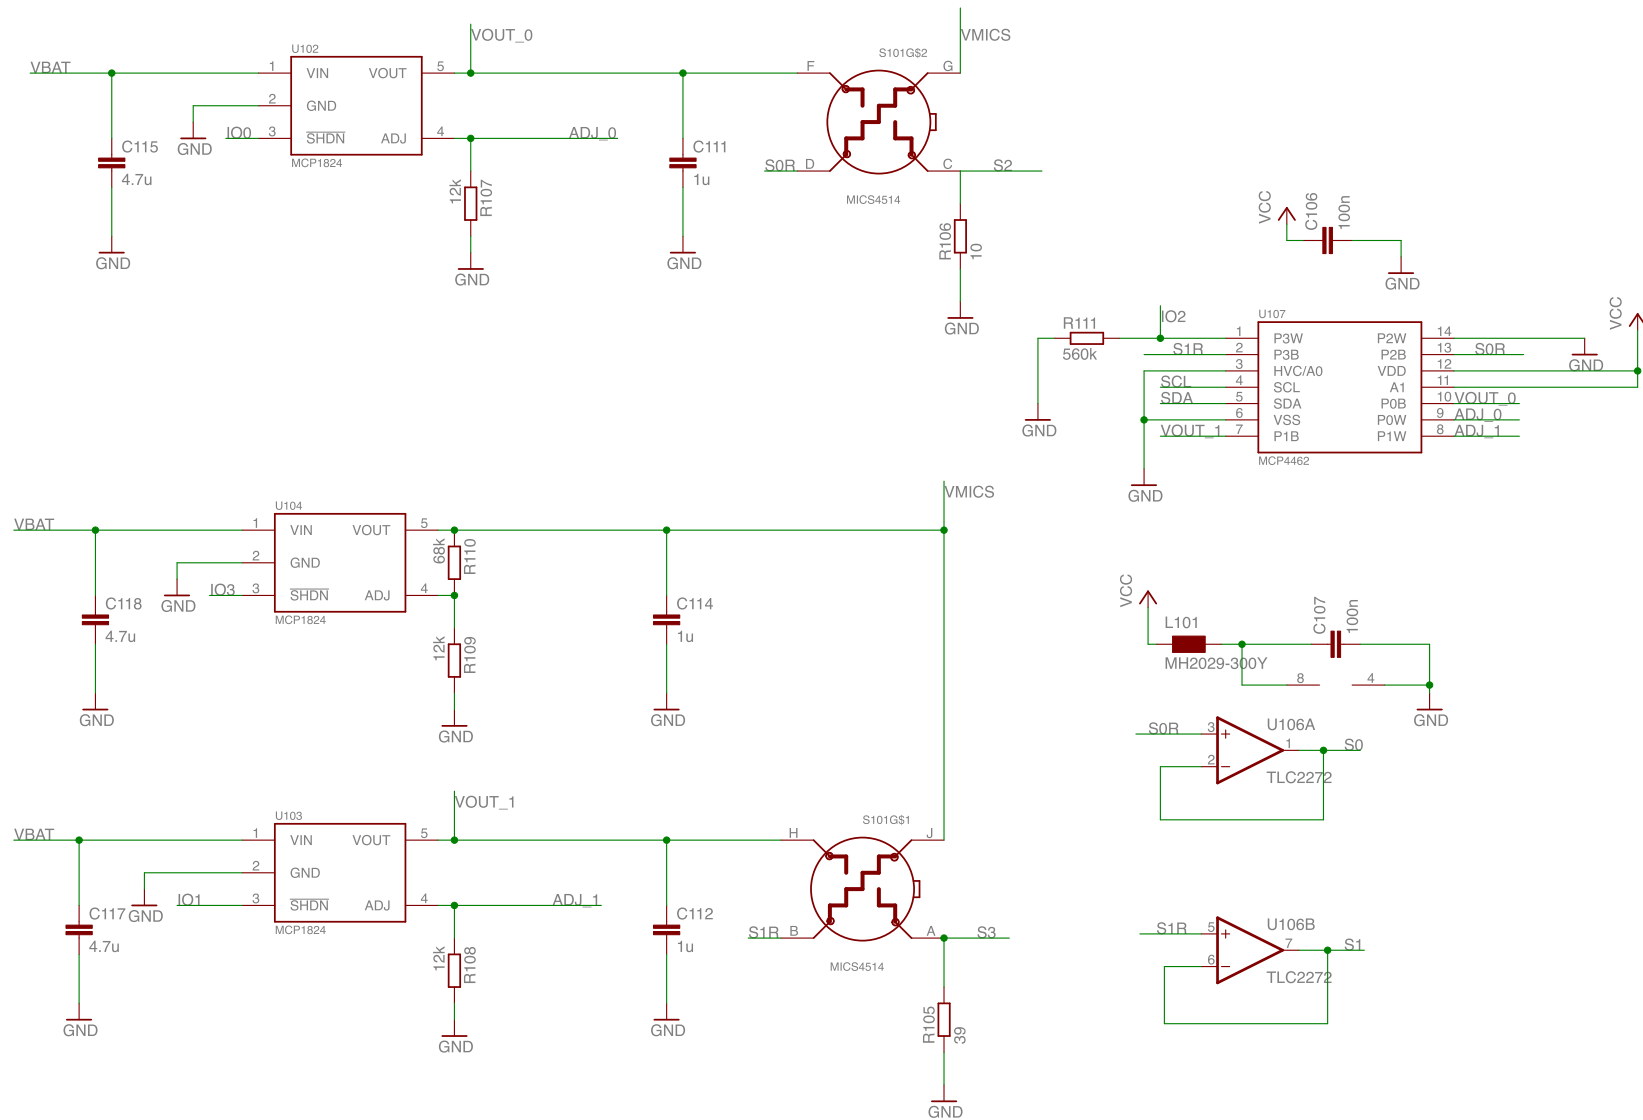 VOUT_0
VMICS
U102
S101G$2
VBAT
1
VIN
VOUT
5
F
G
2
GND
IO0
3
SHDN
ADJ
4
ADJ_0
GND
MCP1824
C115
4.7u
12k
R107
C111
1u
S0R
D
C
S2
MICS4514
R106
10
GND
GND
GND
GND
VCC
C106
100n
GND
VCC
R111
560k
IO2
U107
1
P3W
P2W
14
S1R
2
P3B
P2B
13
S0R
GND
3
HVC/A0
VDD
12
SCL
4
SCL
A1
11
SDA
5
SDA
P0B
10
VOUT_0
6
VSS
P0W
9
ADJ_0
VOUT_1
7
P1B
P1W
8
ADJ_1
GND
MCP4462
GND
VMICS
U104
VBAT
1
VIN
VOUT
5
2
GND
68k
R110
IO3
3
SHDN
ADJ
4
GND
MCP1824
C118
4.7u
12k
R109
C114
1u
GND
GND
GND
VCC
L101
MH2029-300Y
C107
100n
8
4
GND
U106A
S0R
3
+
1
S0
2
−
TLC2272
VOUT_1
U103
S101G$1
VBAT
1
VIN
VOUT
5
H
J
2
GND
IO1
3
SHDN
ADJ
4
ADJ_1
GND
MCP1824
C117
4.7u
12k
R108
C112
1u
S1R
B
A
S3
MICS4514
R105
39
GND
GND
GND
GND
U106B
S1R
5
+
7
S1
6
−
TLC2272